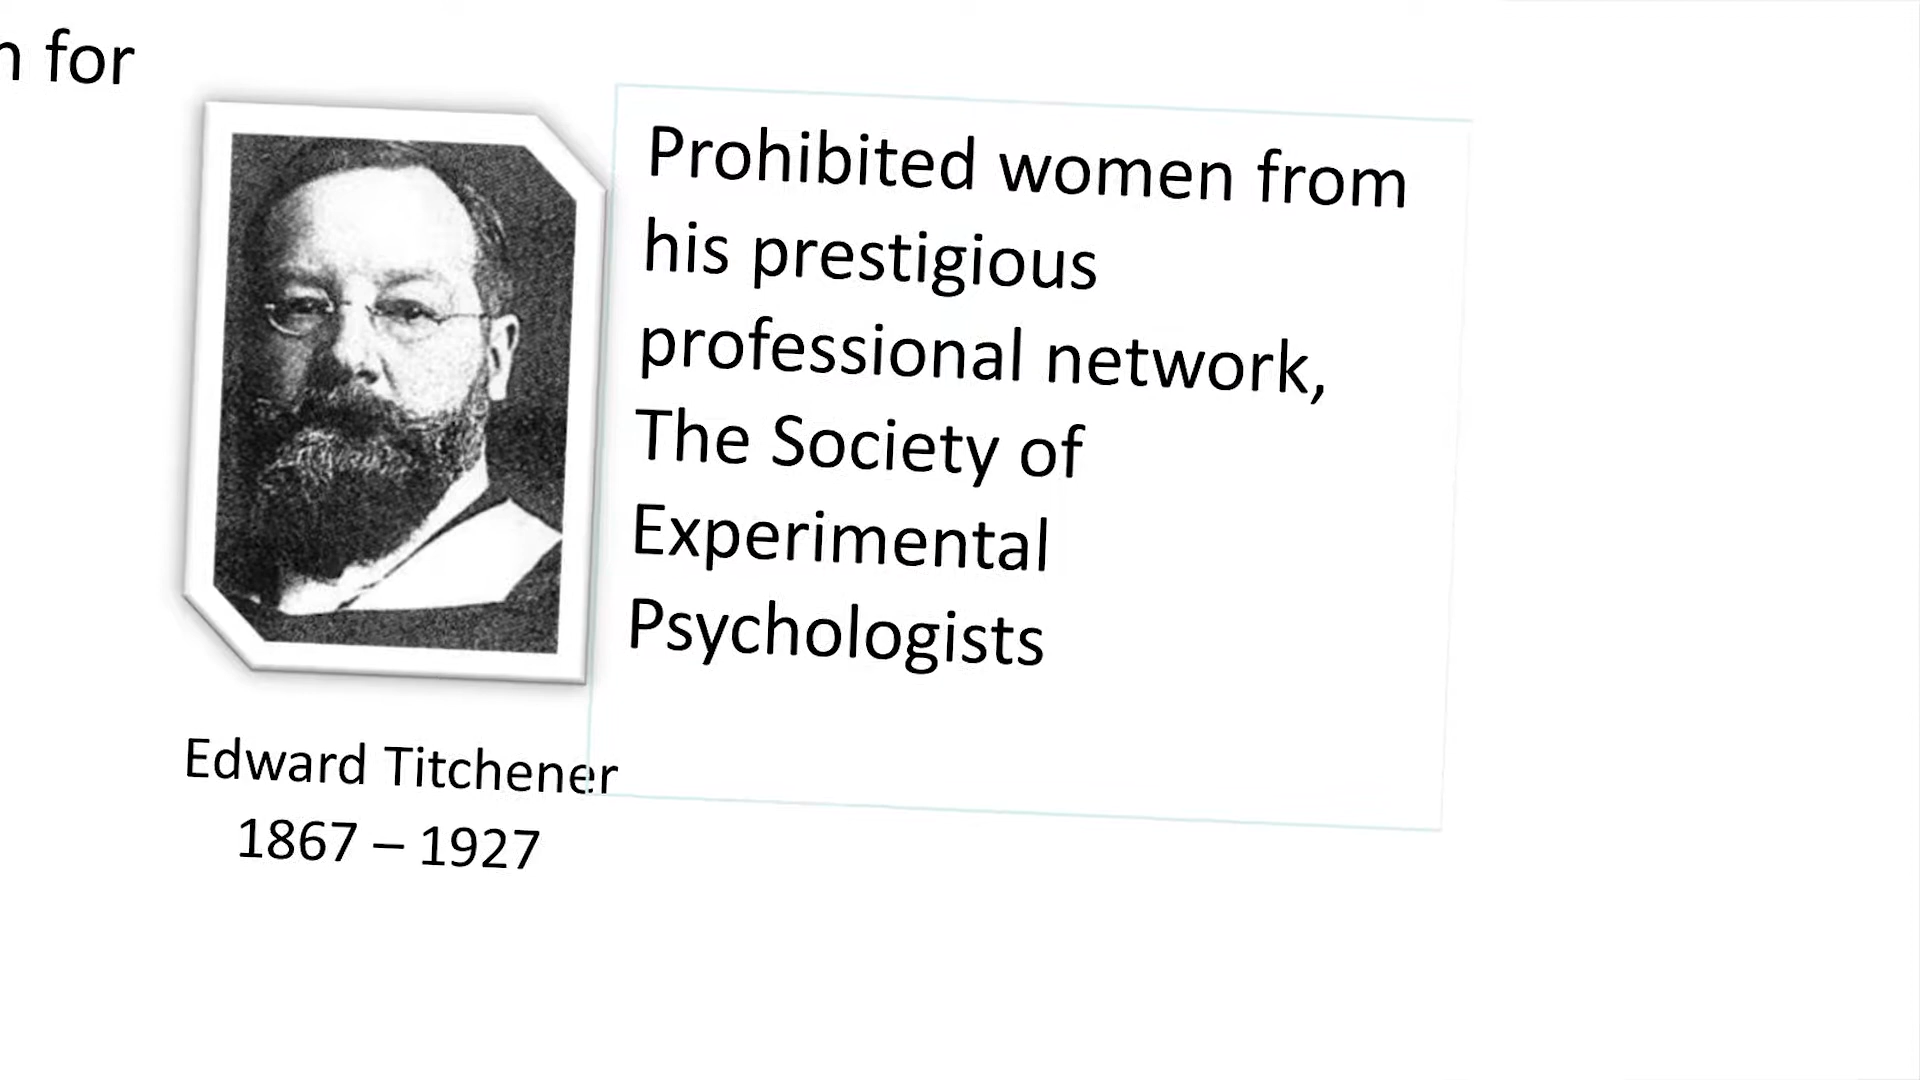 for
Prohibited women from
his prestigious
professional network,
The Society of
Experimental
Psychologists
Edward Titchener
1867 – 1927